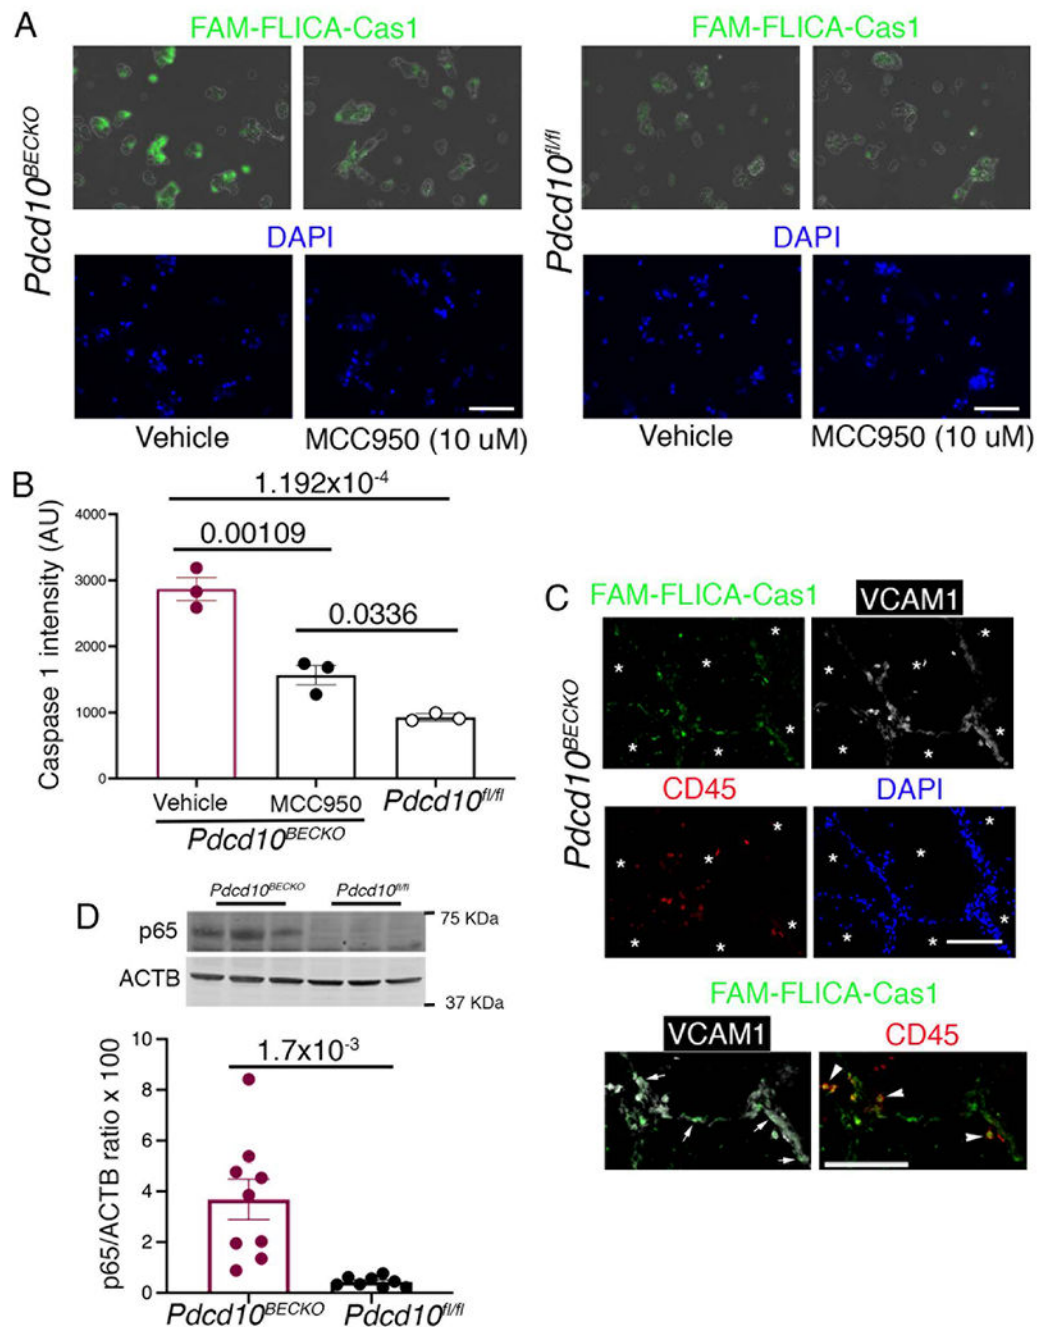 A
FAM-FLICA-Cas1
FAM-FLICA-Cas1
Pdcd10BECKO
Pdcd10fl/fl
DAPI
DAPI
Vehicle
MCC950 (10 uM)
Vehicle
MCC950 (10 uM)
B
1.192x10-4
0.00109
0.0336
Caspase 1 intensity (AU)
4000
3000
2000
1000
0
Vehicle
MCC950
Pdcd10fl/fl
Pdcd10BECKO
C
FAM-FLICA-Cas1
VCAM1
* * * * * *
* * * * * *
Pdcd10BECKO
CD45
DAPI
* * * * * *
* * * * * *
FAM-FLICA-Cas1
VCAM1
CD45
D
Pdcd10BECKO
Pdcd10fl/fl
p65
75 KDa
ACTB
37 KDa
1.7x10-3
p65/ACTB ratio x 100
10
8
6
4
2
0
Pdcd10BECKO
Pdcd10fl/fl